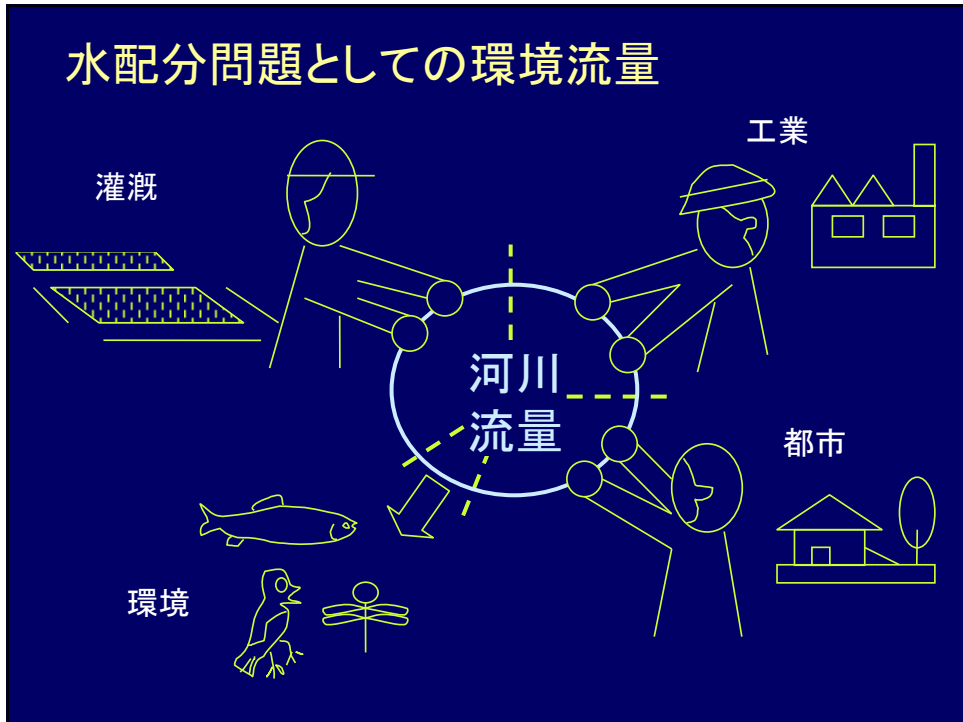 水配分問題としての環境流量
工業
灌漑
河川
流量
都市
環境